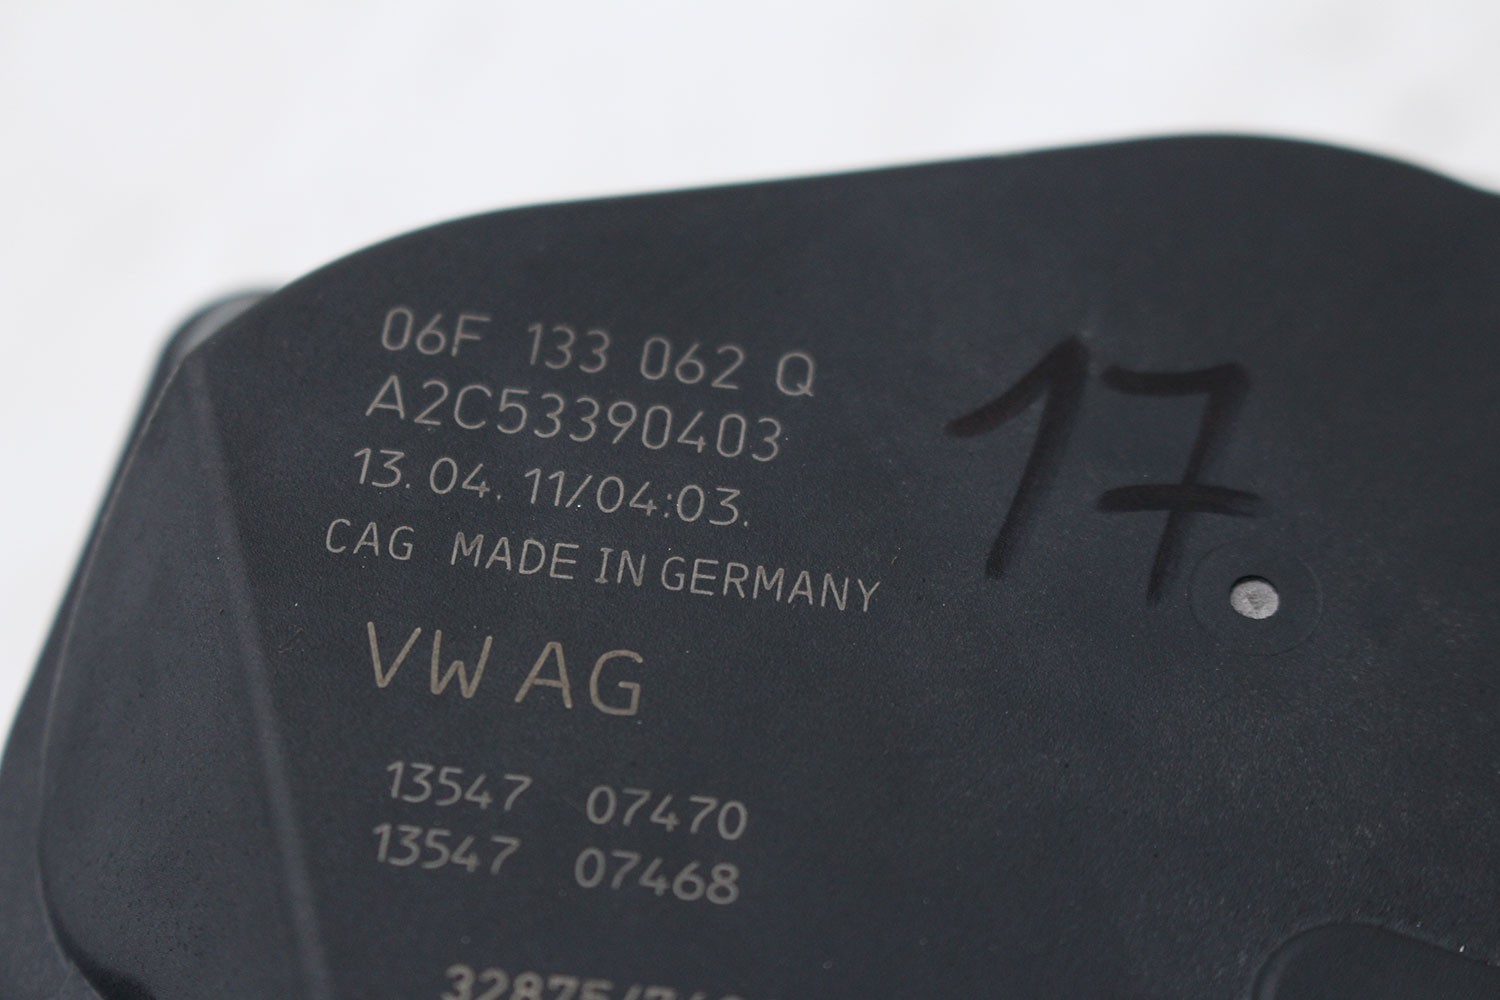 06F 133 062 Q
A2C53390403
13.04.11/04:03.
CAG MADE IN GERMANY
VW AG
13547 07470
13547 07468
17